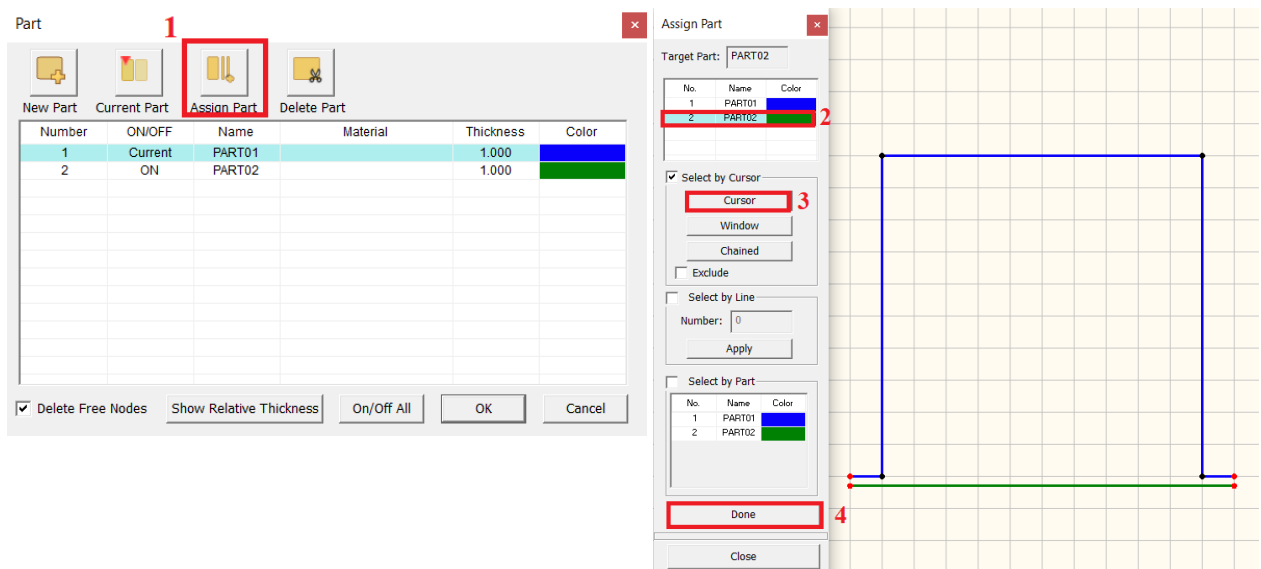 Part
1
New Part Current Part Assign Part Delete Part
Number ON/OFF Name Material Thickness Color
1 Current PART01 1.000
2 ON PART02 1.000
Delete Free Nodes Show Relative Thickness On/Off All OK Cancel
Assign Part
Target Part: PART02
No. Name Color
1 PART01
2 PART02 2
Select by Cursor
Cursor 3
Window
Chained
Exclude
Select by Line
Number: 0
Apply
Select by Part
No. Name Color
1 PART01
2 PART02
Done 4
Close